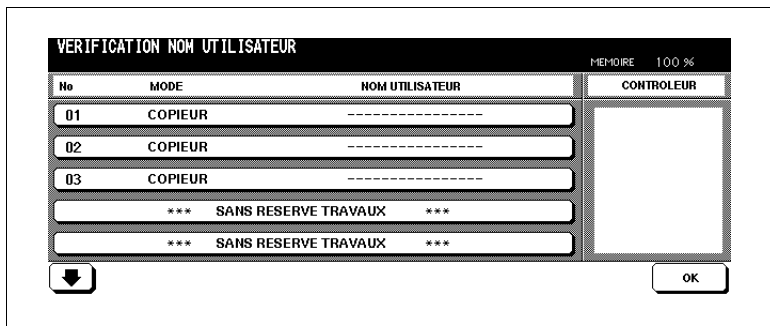 VERIFICATION NOM UTILISATEUR
MEMOIRE 100 %
No MODE NOM UTILISATEUR CONTROLEUR
01 COPIEUR ----------------
02 COPIEUR ----------------
03 COPIEUR ----------------
*** SANS RESERVE TRAVAUX ***
*** SANS RESERVE TRAVAUX ***
OK